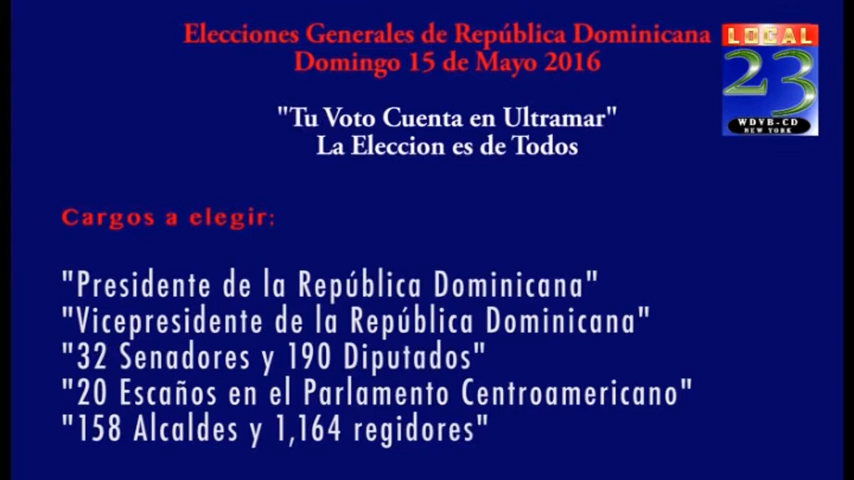 Elecciones Generales de República Dominicana
Domingo 15 de Mayo 2016
LOCAL
23
WDVB-CD
NEW YORK
"Tu Voto Cuenta en Ultramar"
La Eleccion es de Todos
Cargos a elegir:
"Presidente de la República Dominicana"
"Vicepresidente de la República Dominicana"
"32 Senadores y 190 Diputados"
"20 Escaños en el Parlamento Centroamericano"
"158 Alcaldes y 1,164 regidores"